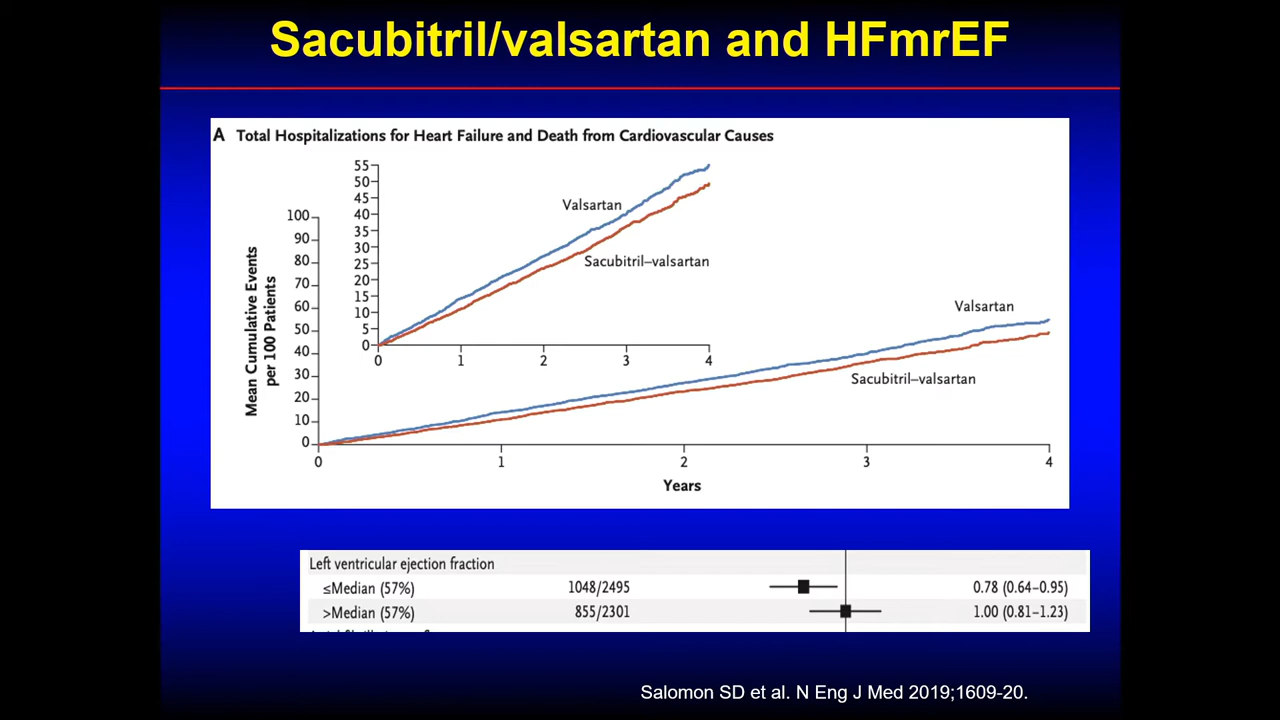 Sacubitril/valsartan and HFmrEF
A Total Hospitalizations for Heart Failure and Death from Cardiovascular Causes
Mean Cumulative Events
per 100 Patients
100
90
80
70
60
50
40
30
20
10
0
55
50
45
40
35
30
25
20
15
10
5
0
Valsartan
Sacubitril–valsartan
0 1 2 3 4
Valsartan
Sacubitril–valsartan
0 1 2 3 4
Years
Left ventricular ejection fraction
≤Median (57%) 1048/2495 0.78 (0.64–0.95)
>Median (57%) 855/2301 1.00 (0.81–1.23)
Salomon SD et al. N Eng J Med 2019;1609-20.